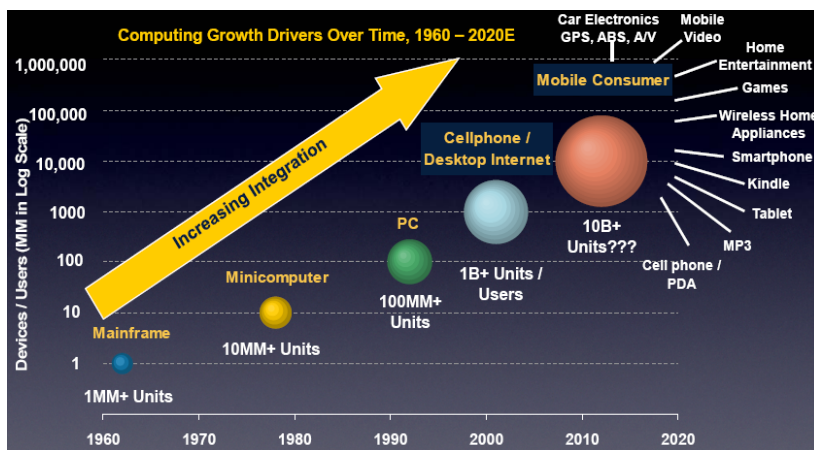 Computing Growth Drivers Over Time, 1960 – 2020E
Devices / Users (MM in Log Scale)
1,000,000
100,000
10,000
1000
100
10
1
1960
1970
1980
1990
2000
2010
2020
Increasing Integration
Mainframe
1MM+ Units
Minicomputer
10MM+ Units
PC
100MM+
Units
Cellphone /
Desktop Internet
1B+ Units /
Users
Mobile Consumer
10B+
Units???
Car Electronics
GPS, ABS, A/V
Mobile
Video
Home
Entertainment
Games
Wireless Home
Appliances
Smartphone
Kindle
Tablet
MP3
Cell phone /
PDA